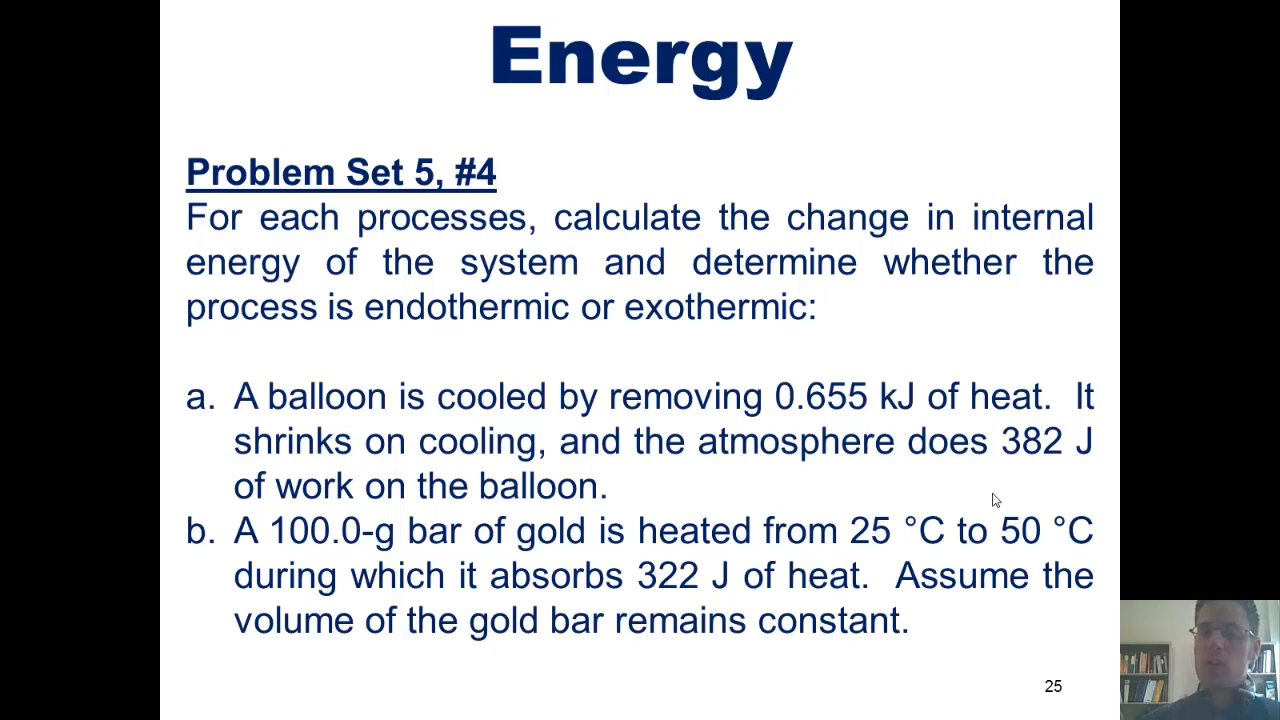 Energy
Problem Set 5, #4
For each processes, calculate the change in internal
energy of the system and determine whether the
process is endothermic or exothermic:
a. A balloon is cooled by removing 0.655 kJ of heat. It
shrinks on cooling, and the atmosphere does 382 J
of work on the balloon.
b. A 100.0-g bar of gold is heated from 25 °C to 50 °C
during which it absorbs 322 J of heat. Assume the
volume of the gold bar remains constant.
25